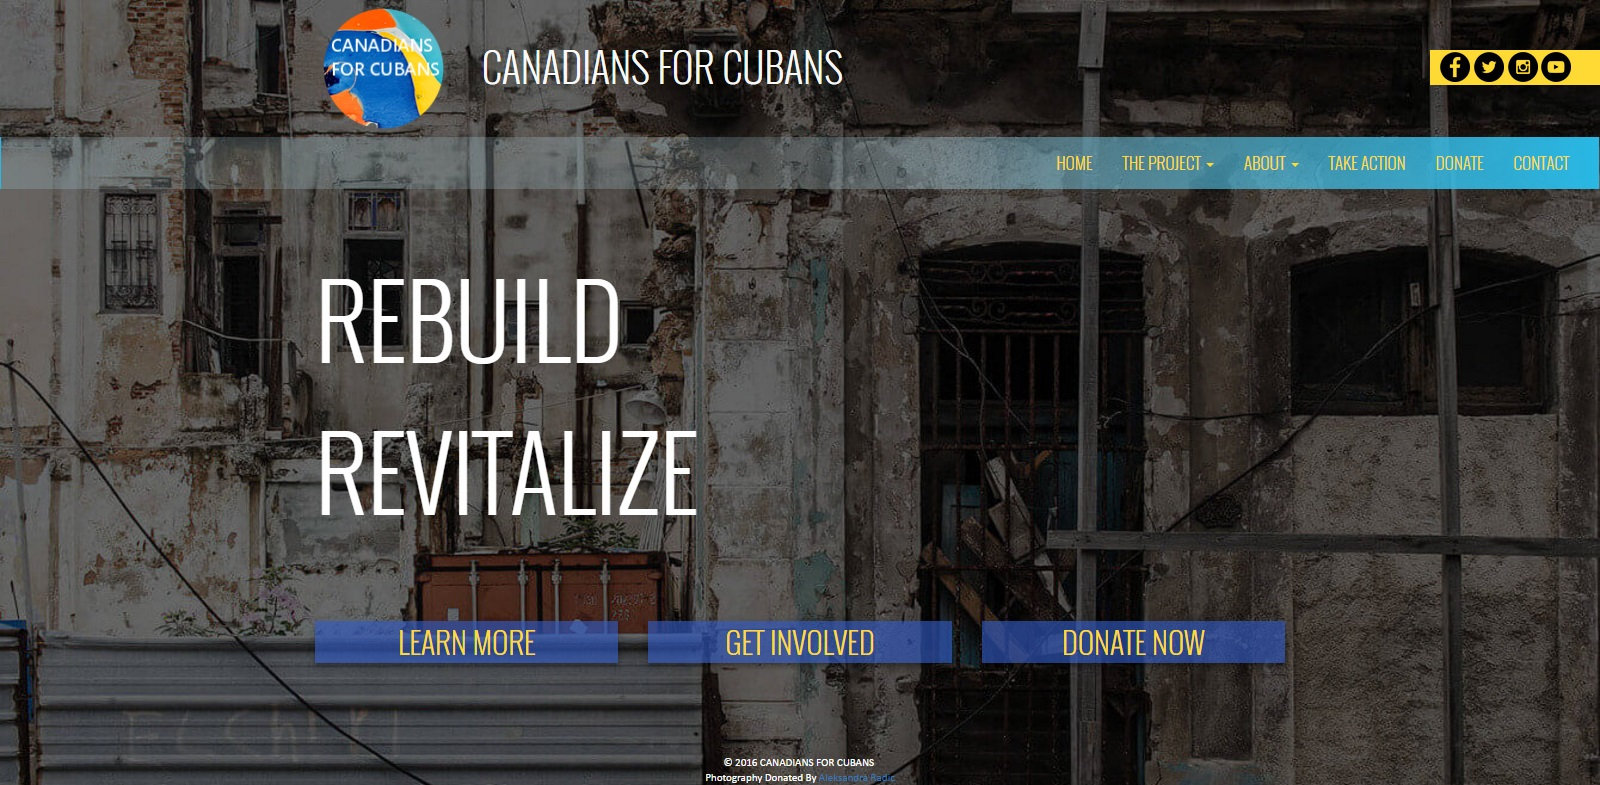 CANADIANS
FOR CUBANS
CANADIANS FOR CUBANS
HOME THE PROJECT ABOUT TAKE ACTION DONATE CONTACT
REBUILD
REVITALIZE
LEARN MORE GET INVOLVED DONATE NOW
© 2016 CANADIANS FOR CUBANS
Photography Donated By Aleksandra Radic